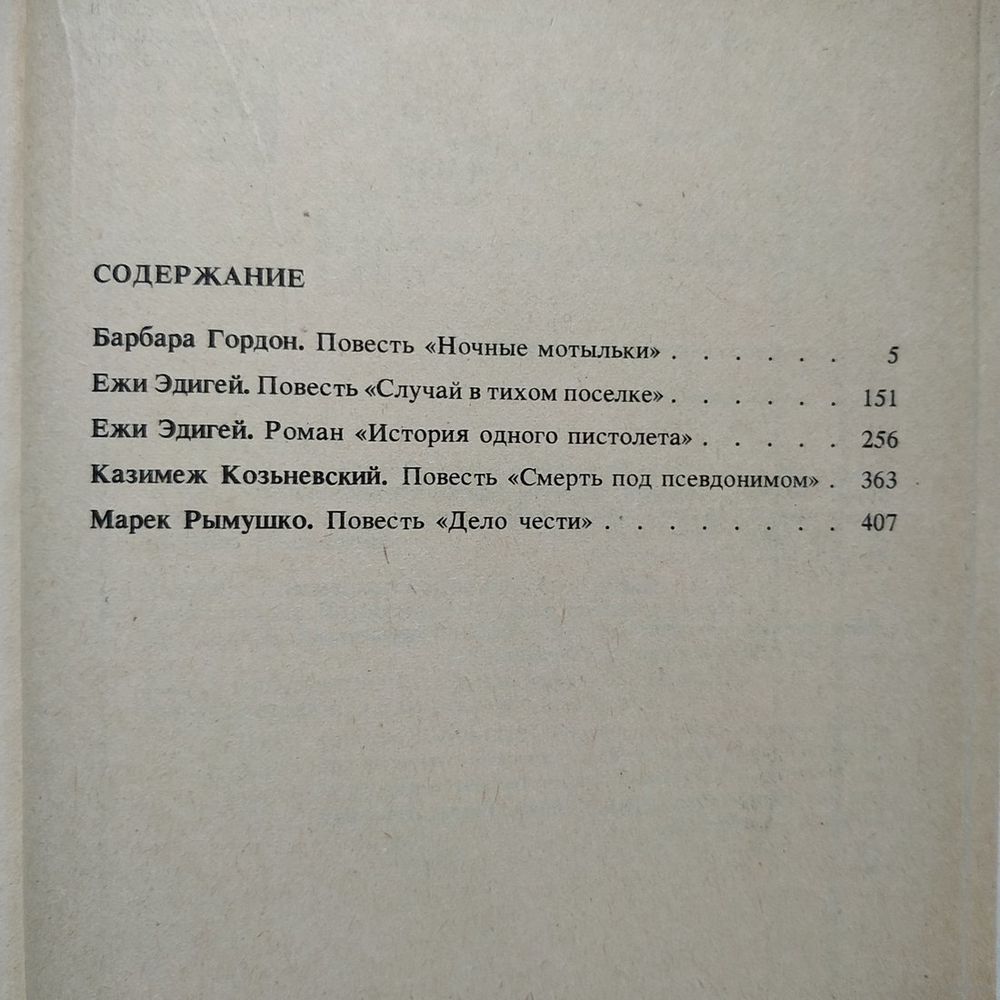 СОДЕРЖАНИЕ
Барбара Гордон. Повесть «Ночные мотыльки» . . . . . . 5
Ежи Эдигей. Повесть «Случай в тихом поселке» . . . . . . 151
Ежи Эдигей. Роман «История одного пистолета» . . . . . 256
Казимеж Козьневский. Повесть «Смерть под псевдонимом» . 363
Марек Рымушко. Повесть «Дело чести» . . . . . . . . 407